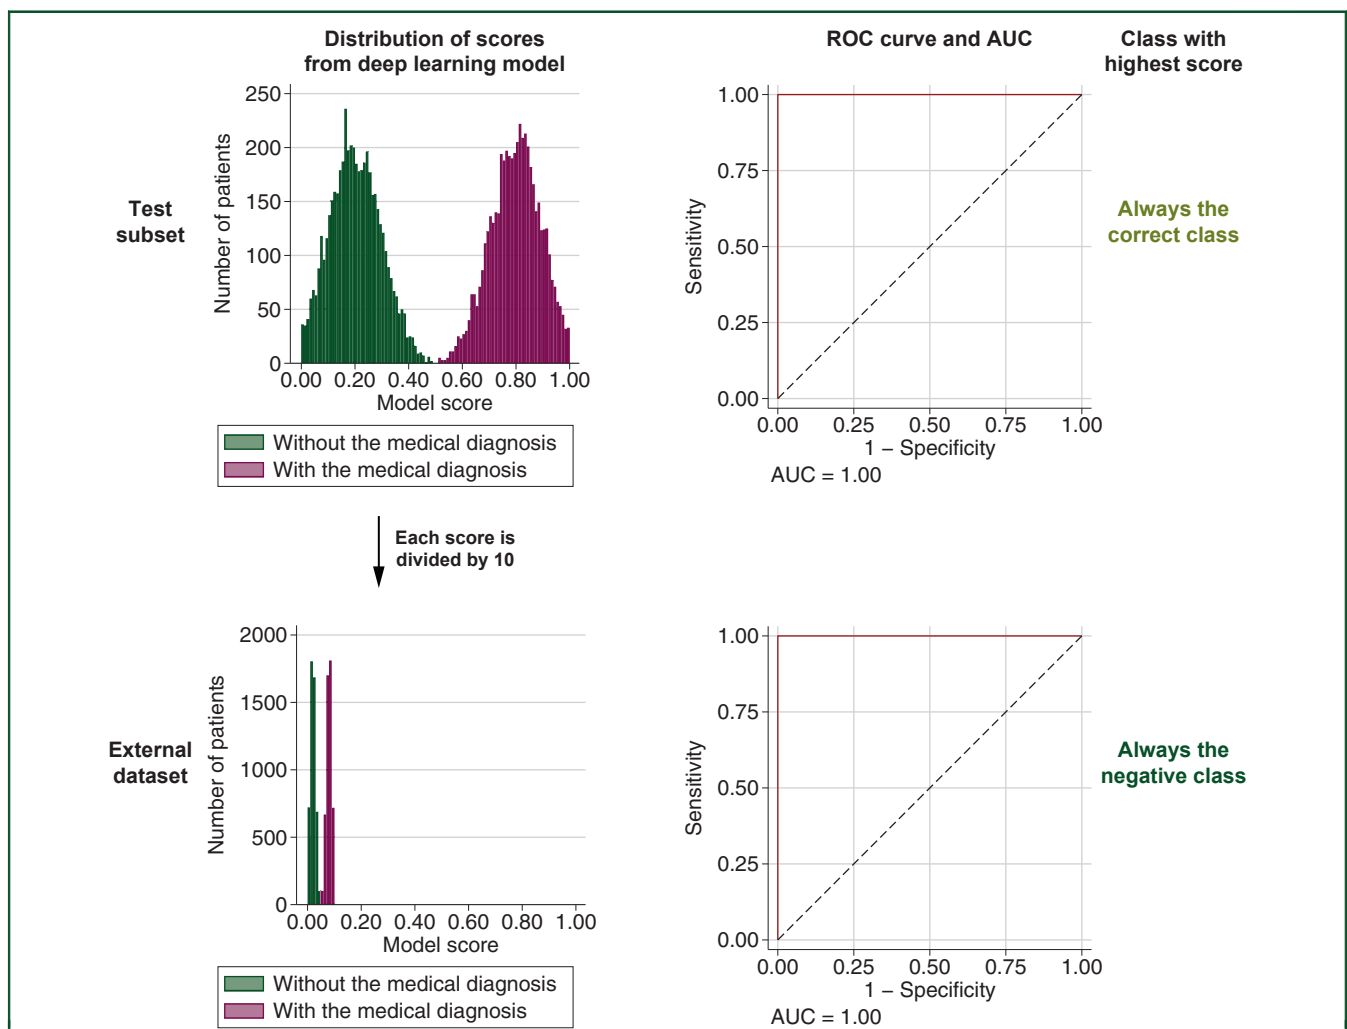 Distribution of scores
from deep learning model
ROC curve and AUC
Class with
highest score
Test
subset
Number of patients
250
200
150
100
50
0
0.00 0.20 0.40 0.60 0.80 1.00
Model score
Without the medical diagnosis
With the medical diagnosis
Sensitivity
1.00
0.75
0.50
0.25
0.00
0.00 0.25 0.50 0.75 1.00
1 – Specificity
AUC = 1.00
Always the
correct class
Each score is
divided by 10
External
dataset
Number of patients
2000
1500
1000
500
0
0.00 0.20 0.40 0.60 0.80 1.00
Model score
Without the medical diagnosis
With the medical diagnosis
Sensitivity
1.00
0.75
0.50
0.25
0.00
0.00 0.25 0.50 0.75 1.00
1 – Specificity
AUC = 1.00
Always the
negative class